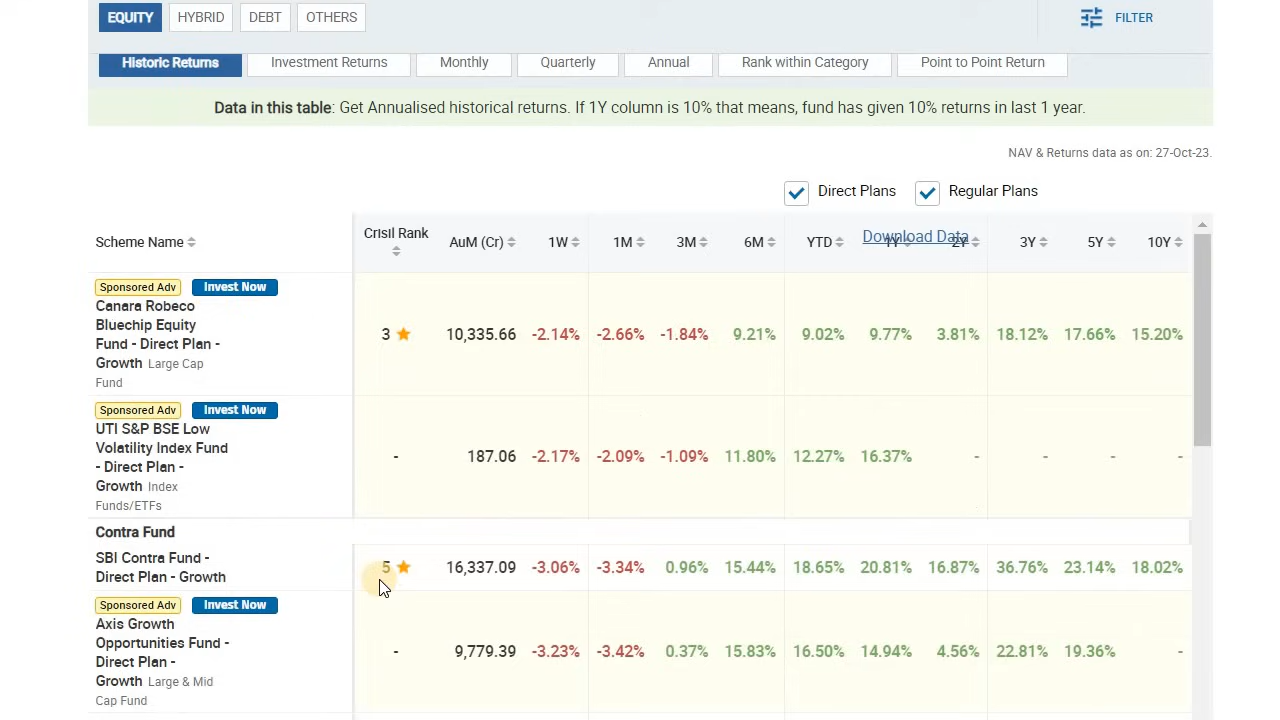 EQUITY HYBRID DEBT OTHERS FILTER
Historic Returns Investment Returns Monthly Quarterly Annual Rank within Category Point to Point Return
Data in this table: Get Annualised historical returns. If 1Y column is 10% that means, fund has given 10% returns in last 1 year.
NAV & Returns data as on: 27-Oct-23.
Direct Plans Regular Plans
Scheme Name Crisil Rank AuM (Cr) 1W 1M 3M 6M YTD 1Y 2Y 3Y 5Y 10Y
Download Data
Sponsored Adv Invest Now
Canara Robeco
Bluechip Equity
Fund - Direct Plan -
Growth Large Cap
Fund
3 10,335.66 -2.14% -2.66% -1.84% 9.21% 9.02% 9.77% 3.81% 18.12% 17.66% 15.20%
Sponsored Adv Invest Now
UTI S&P BSE Low
Volatility Index Fund
- Direct Plan -
Growth Index
Funds/ETFs
- 187.06 -2.17% -2.09% -1.09% 11.80% 12.27% 16.37% - - - -
Contra Fund
SBI Contra Fund -
Direct Plan - Growth
5 16,337.09 -3.06% -3.34% 0.96% 15.44% 18.65% 20.81% 16.87% 36.76% 23.14% 18.02%
Sponsored Adv Invest Now
Axis Growth
Opportunities Fund -
Direct Plan -
Growth Large & Mid
Cap Fund
- 9,779.39 -3.23% -3.42% 0.37% 15.83% 16.50% 14.94% 4.56% 22.81% 19.36% -